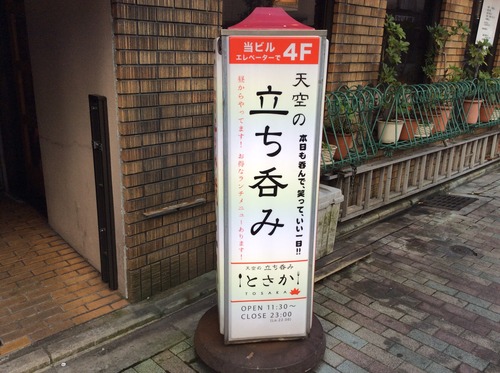 当ビル
エレベーターで
4F
天空の
立ち呑み
本日も呑んで、笑って、いい一日!!
昼からやってます! お得なランチメニューあります!
天空の 立ち呑み
とさか
TOSAKA
OPEN 11:30〜
CLOSE 23:00